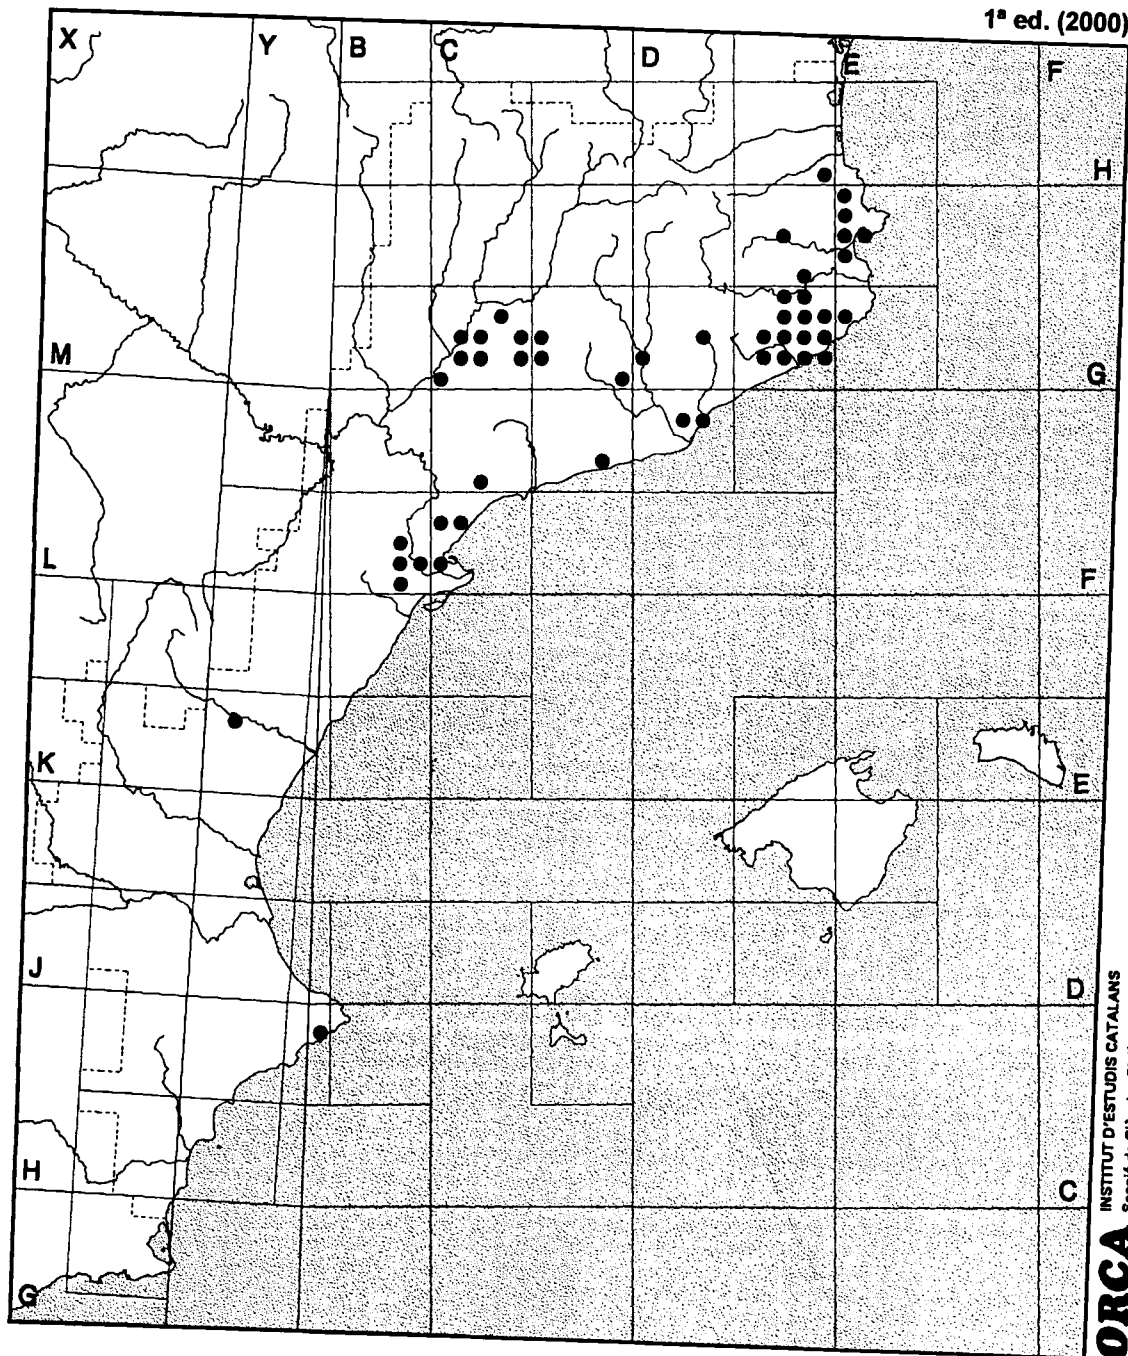 1ª ed. (2000)
X Y B C D E F
H
M G
L F
K E
J D
H C
G
ORCA INSTITUT D'ESTUDIS CATALANS